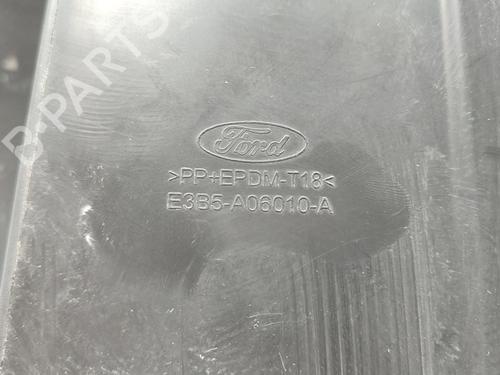 B-PARTS
Ford
>PP+EPDM-T18<
E3B5-A06010-A